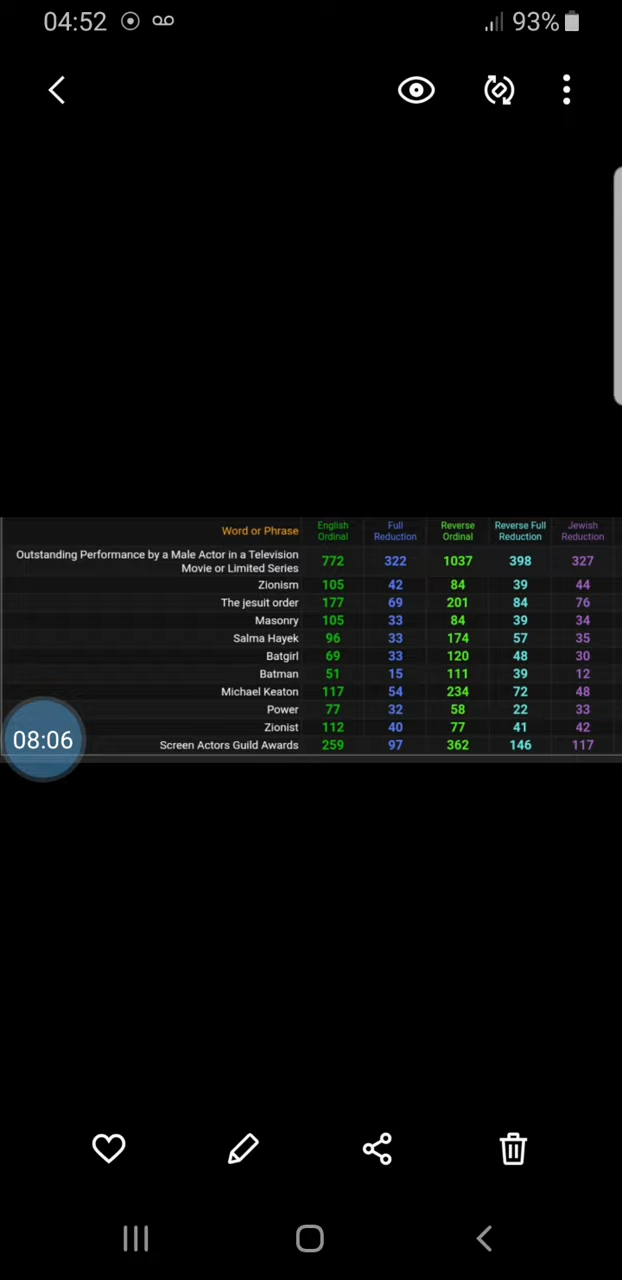 04:52 93%
Word or Phrase English Ordinal Full Reduction Reverse Ordinal Reverse Full Reduction Jewish Reduction
Outstanding Performance by a Male Actor in a Television
Movie or Limited Series 772 322 1037 398 327
Zionism 105 42 84 39 44
The jesuit order 177 69 201 84 76
Masonry 105 33 84 39 34
Salma Hayek 96 33 174 57 35
Batgirl 69 33 120 48 30
Batman 51 15 111 39 12
Michael Keaton 117 54 234 72 48
Power 77 32 58 22 33
Zionist 112 40 77 41 42
Screen Actors Guild Awards 259 97 362 146 117
08:06